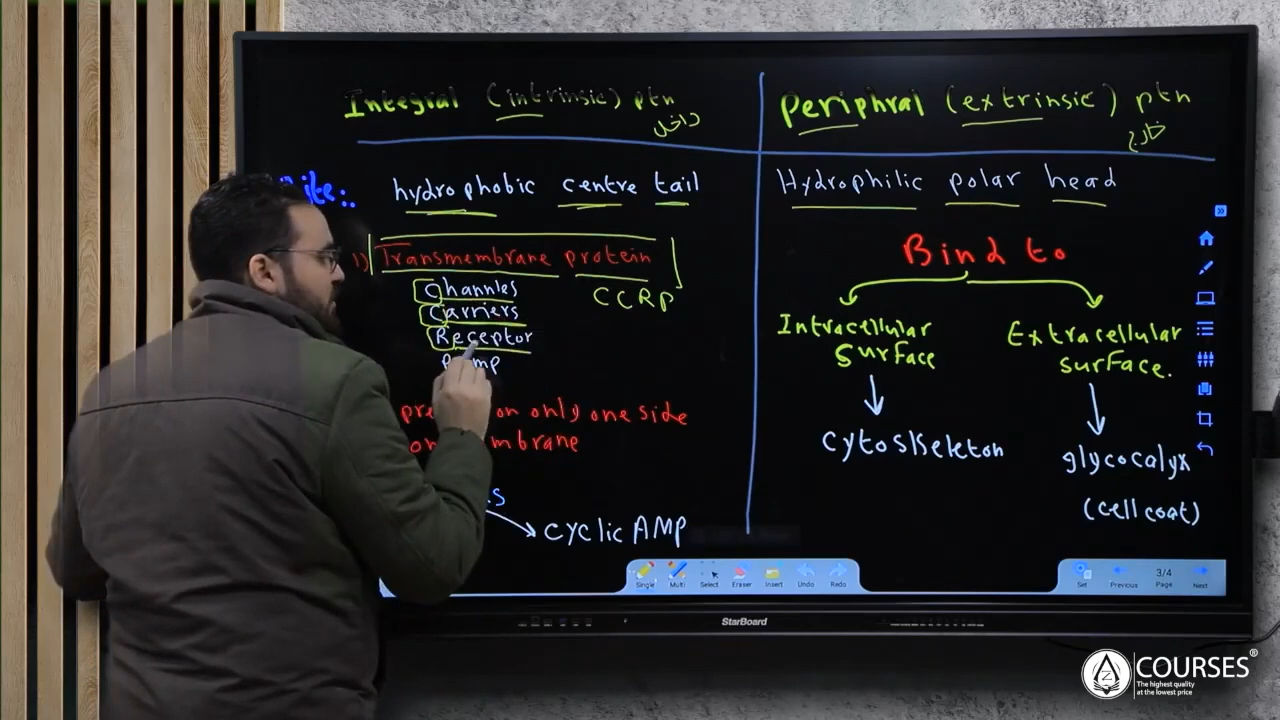 Integral (intrinsic) ptn
داخل
Periphral (extrinsic) ptn
خارج
hydrophobic centre tail
Hydrophilic polar head
1) Transmembrane protein
Channles
Carriers
Receptor
CCRP
on only one side
Bind to
Intracellular
Surface
Extracellular
surface.
cytoskeleton
glycocalyx
(cell coat)
cyclic AMP
Single
Multi
Select
Eraser
Insert
Undo
Redo
Set
Previous
3/4
Page
Next
StarBoard
COURSES®
The highest quality
at the lowest price